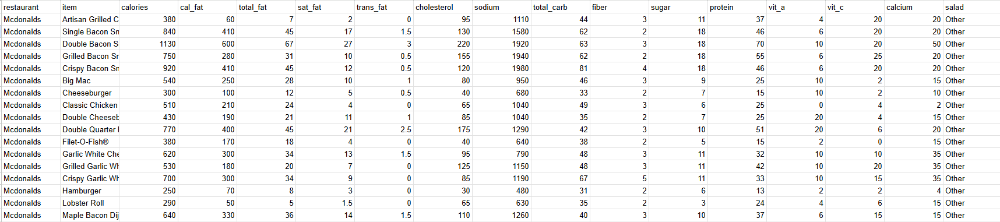 restaurant item calories cal_fat total_fat sat_fat trans_fat cholesterol sodium total_carb fiber sugar protein vit_a vit_c calcium salad
Mcdonalds Artisan Grilled C 380 60 7 2 0 95 1110 44 3 11 37 4 20 20 Other
Mcdonalds Single Bacon Sm 840 410 45 17 1.5 130 1580 62 2 18 46 6 20 20 Other
Mcdonalds Double Bacon S 1130 600 67 27 3 220 1920 63 3 18 70 10 20 50 Other
Mcdonalds Grilled Bacon Sr 750 280 31 10 0.5 155 1940 62 2 18 55 6 25 20 Other
Mcdonalds Crispy Bacon Sm 920 410 45 12 0.5 120 1980 81 4 18 46 6 20 20 Other
Mcdonalds Big Mac 540 250 28 10 1 80 950 46 3 9 25 10 2 15 Other
Mcdonalds Cheeseburger 300 100 12 5 0.5 40 680 33 2 7 15 10 2 10 Other
Mcdonalds Classic Chicken 510 210 24 4 0 65 1040 49 3 6 25 0 4 2 Other
Mcdonalds Double Cheeseb 430 190 21 11 1 85 1040 35 2 7 25 20 4 15 Other
Mcdonalds Double Quarter 770 400 45 21 2.5 175 1290 42 3 10 51 20 6 20 Other
Mcdonalds Filet-O-Fish® 380 170 18 4 0 40 640 38 2 5 15 2 0 15 Other
Mcdonalds Garlic White Che 620 300 34 13 1.5 95 790 48 3 11 32 10 10 35 Other
Mcdonalds Grilled Garlic Wh 530 180 20 7 0 125 1150 48 3 11 42 10 20 35 Other
Mcdonalds Crispy Garlic Wh 700 300 34 9 0 85 1190 67 5 11 33 10 15 35 Other
Mcdonalds Hamburger 250 70 8 3 0 30 480 31 2 6 13 2 2 4 Other
Mcdonalds Lobster Roll 290 50 5 1.5 0 65 630 35 2 3 24 4 6 15 Other
Mcdonalds Maple Bacon Dij 640 330 36 14 1.5 110 1260 40 3 10 37 6 15 15 Other